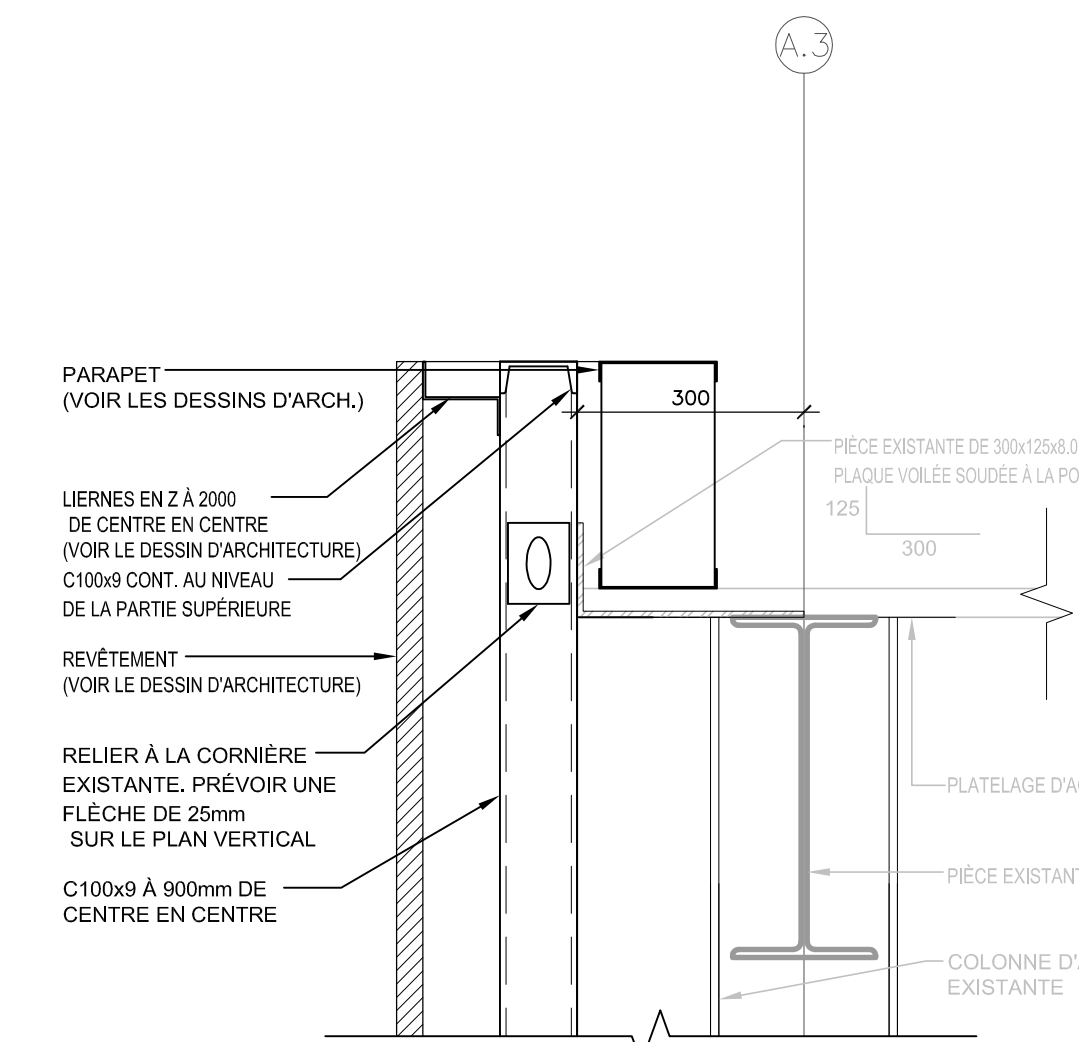 A.3
PARAPET
(VOIR LES DESSINS D'ARCH.)
300
PIÈCE EXISTANTE DE 300x125x8.0
PLAQUE VOILÉE SOUDÉE À LA PO
125
300
LIERNES EN Z À 2000
DE CENTRE EN CENTRE
(VOIR LE DESSIN D'ARCHITECTURE)
C100x9 CONT. AU NIVEAU
DE LA PARTIE SUPÉRIEURE
REVÊTEMENT
(VOIR LE DESSIN D'ARCHITECTURE)
RELIER À LA CORNIÈRE
EXISTANTE. PRÉVOIR UNE
FLÈCHE DE 25mm
SUR LE PLAN VERTICAL
C100x9 À 900mm DE
CENTRE EN CENTRE
PLATELAGE D'A
PIÈCE EXISTANT
COLONNE D'
EXISTANTE